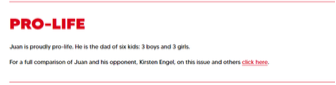 PRO-LIFE
Juan is proudly pro-life. He is the dad of six kids: 3 boys and 3 girls.
For a full comparison of Juan and his opponent, Kirsten Engel, on this issue and others click here.